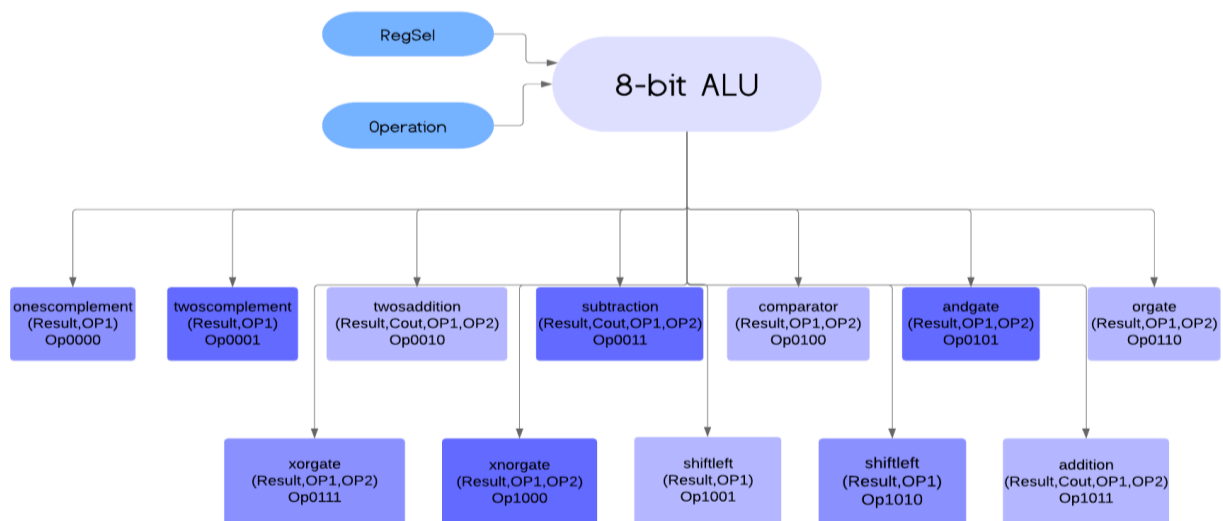 RegSel
8-bit ALU
Operation
onescomplement
(Result,OP1)
Op0000
twoscomplement
(Result,OP1)
Op0001
twosaddition
(Result,Cout,OP1,OP2)
Op0010
subtraction
(Result,Cout,OP1,OP2)
Op0011
comparator
(Result,OP1,OP2)
Op0100
andgate
(Result,OP1,OP2)
Op0101
orgate
(Result,OP1,OP2)
Op0110
xorgate
(Result,OP1,OP2)
Op0111
xnorgate
(Result,OP1,OP2)
Op1000
shiftleft
(Result,OP1)
Op1001
shiftleft
(Result,OP1)
Op1010
addition
(Result,Cout,OP1,OP2)
Op1011